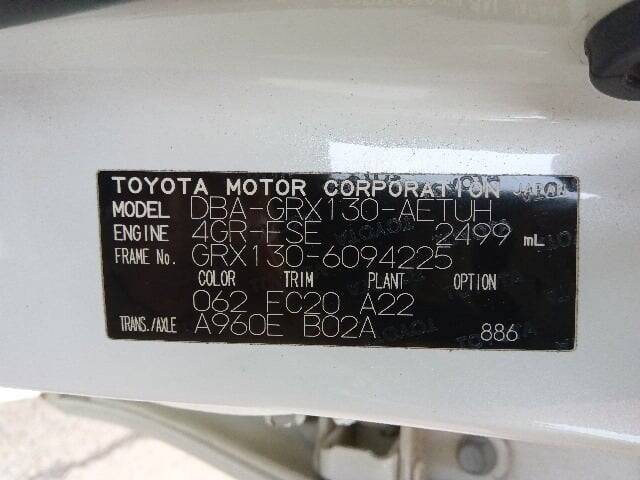 TOYOTA MOTOR CORPORATION JAPAN
MODEL DBA-GRX130-AETUH
ENGINE 4GR-FSE 2499 mL
FRAME No. GRX130-6094225
COLOR TRIM PLANT OPTION
062 FC20 A22
TRANS./AXLE A960E B02A 886